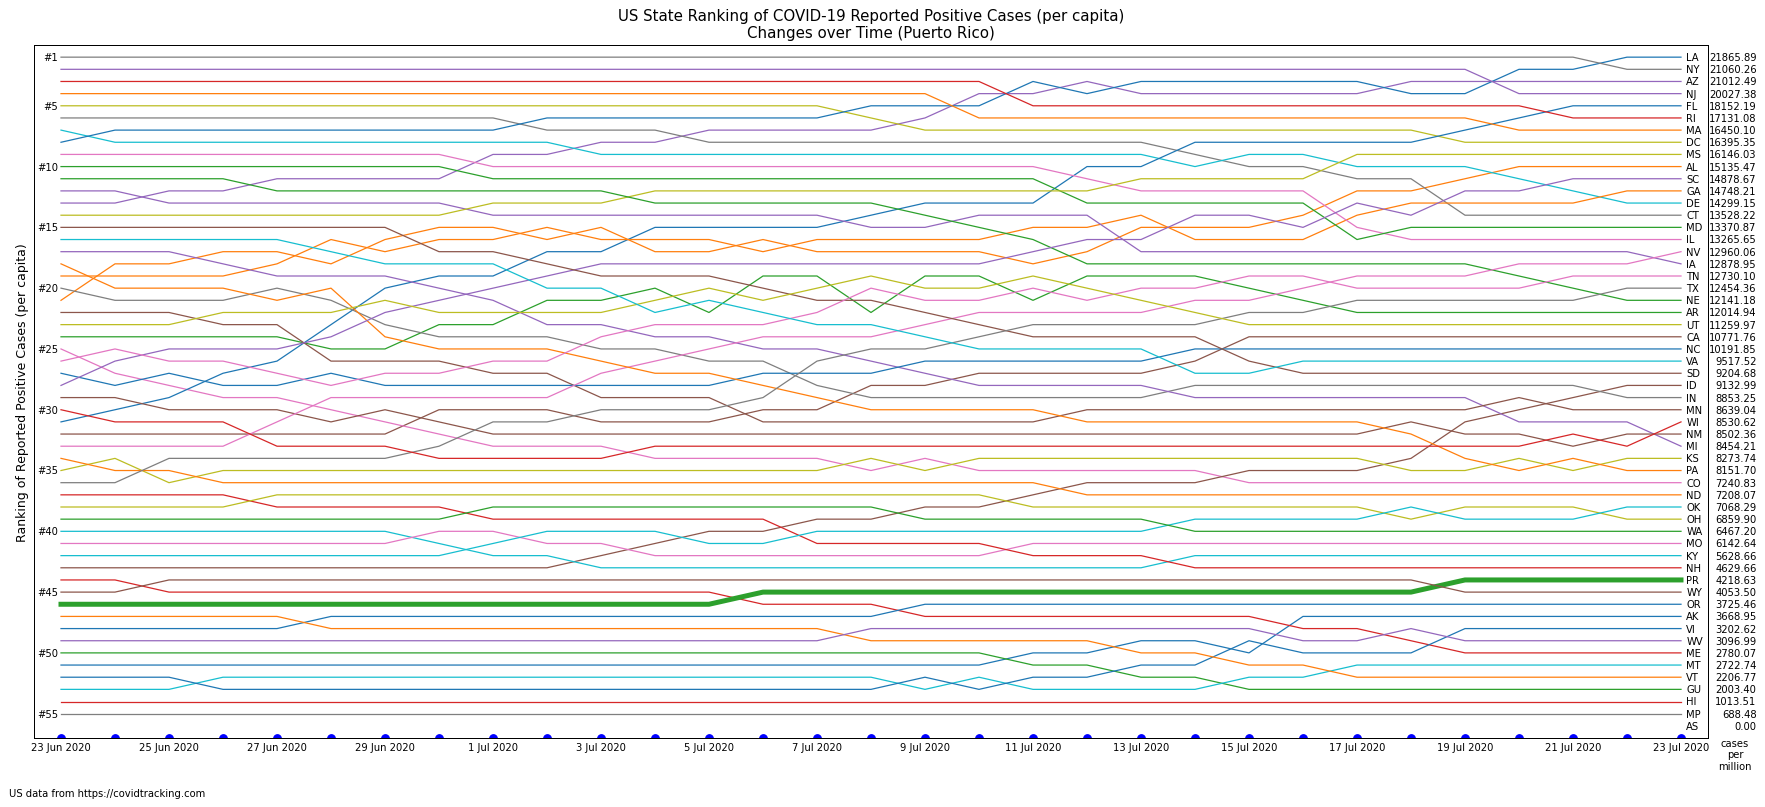 US State Ranking of COVID-19 Reported Positive Cases (per capita)
Changes over Time (Puerto Rico)
Ranking of Reported Positive Cases (per capita)
#1
#5
#10
#15
#20
#25
#30
#35
#40
#45
#50
#55
LA 21865.89
NY 21060.26
AZ 21012.49
NJ 20027.38
FL 18152.19
RI 17131.08
MA 16450.10
DC 16395.35
MS 16146.03
AL 15135.47
SC 14878.67
GA 14748.21
DE 14299.15
CT 13528.22
MD 13370.87
IL 13265.65
NV 12960.06
IA 12878.95
TN 12730.10
TX 12454.36
NE 12141.18
AR 12014.94
UT 11259.97
CA 10771.76
NC 10191.85
VA 9517.52
SD 9204.68
ID 9132.99
IN 8853.25
MN 8639.04
WI 8530.62
NM 8502.36
MI 8454.21
KS 8273.74
PA 8151.70
CO 7240.83
ND 7208.07
OK 7068.29
OH 6859.90
WA 6467.20
MO 6142.64
KY 5628.66
NH 4629.66
PR 4218.63
WY 4053.50
OR 3725.46
AK 3668.95
VI 3202.62
WV 3096.99
ME 2780.07
MT 2722.74
VT 2206.77
GU 2003.40
HI 1013.51
MP 688.48
AS 0.00
23 Jun 2020 25 Jun 2020 27 Jun 2020 29 Jun 2020 1 Jul 2020 3 Jul 2020 5 Jul 2020 7 Jul 2020 9 Jul 2020 11 Jul 2020 13 Jul 2020 15 Jul 2020 17 Jul 2020 19 Jul 2020 21 Jul 2020 23 Jul 2020
cases
per
million
US data from https://covidtracking.com